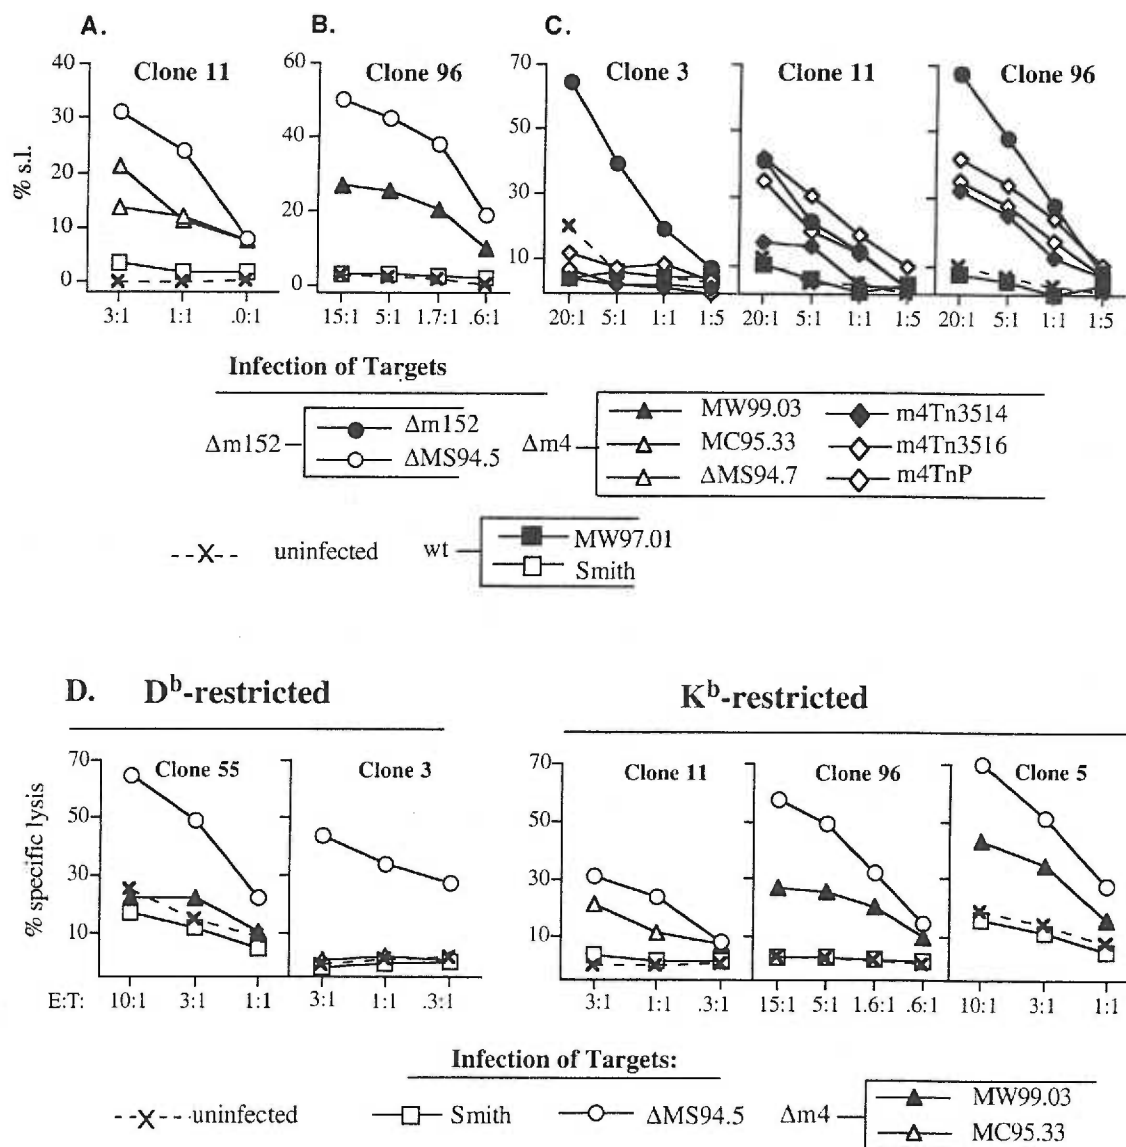 A.
B.
C.
% s.l.
40
30
20
10
0
Clone 11
3:1 1:1 .0:1
60
40
20
0
Clone 96
15:1 5:1 1.7:1 .6:1
70
50
30
10
Clone 3
20:1 5:1 1:1 1:5
Clone 11
20:1 5:1 1:1 1:5
Clone 96
20:1 5:1 1:1 1:5
Infection of Targets
Δm152
Δm152
ΔMS94.5
Δm4
MW99.03
MC95.33
ΔMS94.7
m4Tn3514
m4Tn3516
m4TnP
--X-- uninfected
wt
MW97.01
Smith
D. Dᵇ-restricted
Kᵇ-restricted
% specific lysis
70
50
30
10
Clone 55
E:T: 10:1 3:1 1:1
Clone 3
3:1 1:1 .3:1
70
50
30
10
Clone 11
3:1 1:1 .3:1
Clone 96
15:1 5:1 1.6:1 .6:1
Clone 5
10:1 3:1 1:1
Infection of Targets:
--X-- uninfected
Smith
ΔMS94.5
Δm4
MW99.03
MC95.33